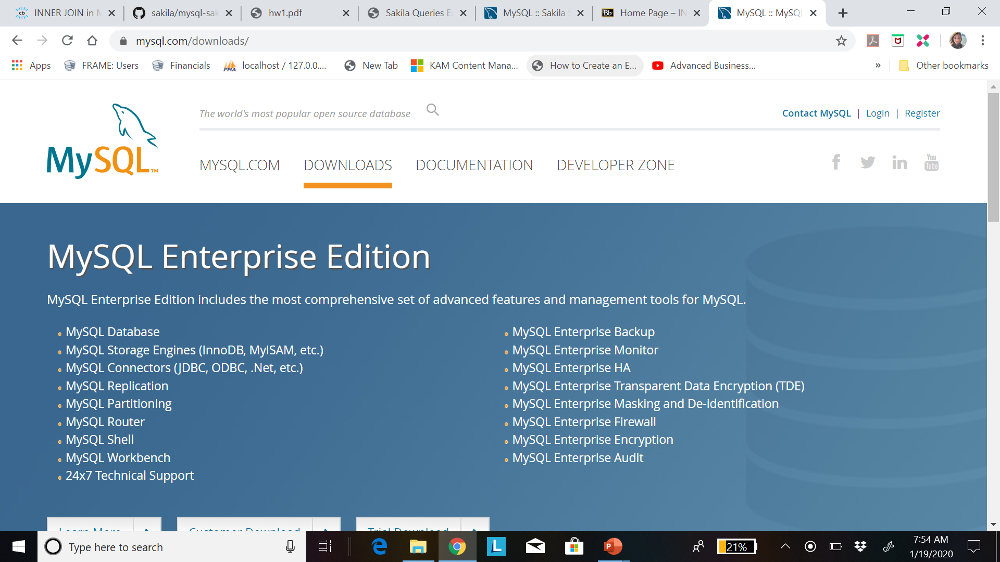 INNER JOIN in M
sakila/mysql-sak
hw1.pdf
Sakila Queries E
MySQL :: Sakila S
Bb Home Page – IN
MySQL :: MySQL
mysql.com/downloads/
Apps
FRAME: Users
Financials
localhost / 127.0.0....
New Tab
KAM Content Mana...
How to Create an E...
Advanced Business...
»
Other bookmarks
MySQL™
The world's most popular open source database
Contact MySQL | Login | Register
MYSQL.COM
DOWNLOADS
DOCUMENTATION
DEVELOPER ZONE
You Tube
MySQL Enterprise Edition
MySQL Enterprise Edition includes the most comprehensive set of advanced features and management tools for MySQL.
MySQL Database
MySQL Storage Engines (InnoDB, MyISAM, etc.)
MySQL Connectors (JDBC, ODBC, .Net, etc.)
MySQL Replication
MySQL Partitioning
MySQL Router
MySQL Shell
MySQL Workbench
24x7 Technical Support
MySQL Enterprise Backup
MySQL Enterprise Monitor
MySQL Enterprise HA
MySQL Enterprise Transparent Data Encryption (TDE)
MySQL Enterprise Masking and De-identification
MySQL Enterprise Firewall
MySQL Enterprise Encryption
MySQL Enterprise Audit
Learn More
Customer Download
Trial Download
Type here to search
21%
7:54 AM
1/19/2020